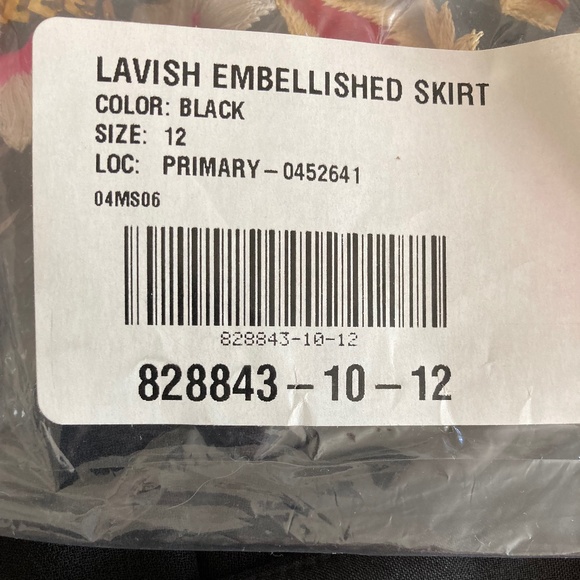 LAVISH EMBELLISHED SKIRT
COLOR: BLACK
SIZE: 12
LOC: PRIMARY – 0452641
04MS06
828843-10-12
828843 – 10 – 12